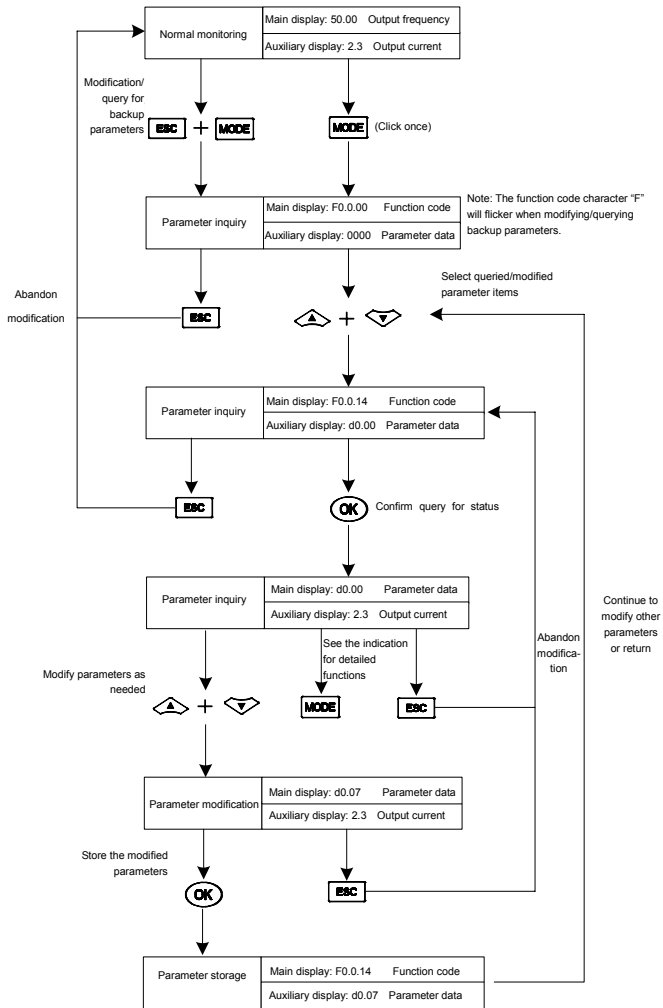 Normal monitoring
Main display: 50.00 Output frequency
Auxiliary display: 2.3 Output current
Modification/
query for
backup
parameters
ESC + MODE
MODE (Click once)
Parameter inquiry
Main display: F0.0.00 Function code
Auxiliary display: 0000 Parameter data
Note: The function code character “F”
will flicker when modifying/querying
backup parameters.
Abandon
modification
ESC
+
Select queried/modified
parameter items
Parameter inquiry
Main display: F0.0.14 Function code
Auxiliary display: d0.00 Parameter data
ESC
OK
Confirm query for status
Parameter inquiry
Main display: d0.00 Parameter data
Auxiliary display: 2.3 Output current
Modify parameters as
needed
+
See the indication
for detailed
functions
MODE
ESC
Abandon
modifica-
tion
Continue to
modify other
parameters
or return
Parameter modification
Main display: d0.07 Parameter data
Auxiliary display: 2.3 Output current
Store the modified
parameters
OK
ESC
Parameter storage
Main display: F0.0.14 Function code
Auxiliary display: d0.07 Parameter data